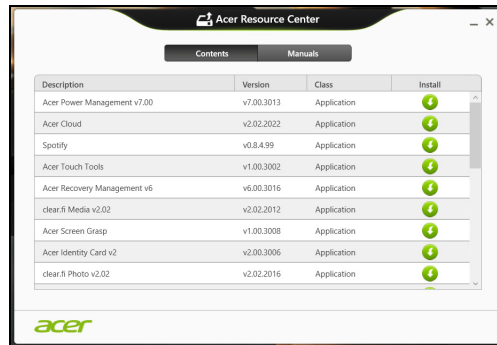 Acer Resource Center
Contents Manuals
Description Version Class Install
Acer Power Management v7.00 v7.00.3013 Application
Acer Cloud v2.02.2022 Application
Spotify v0.8.4.99 Application
Acer Touch Tools v1.00.3002 Application
Acer Recovery Management v6 v6.00.3016 Application
clear.fi Media v2.02 v2.02.2012 Application
Acer Screen Grasp v1.00.3008 Application
Acer Identity Card v2 v2.00.3006 Application
clear.fi Photo v2.02 v2.02.2016 Application
acer